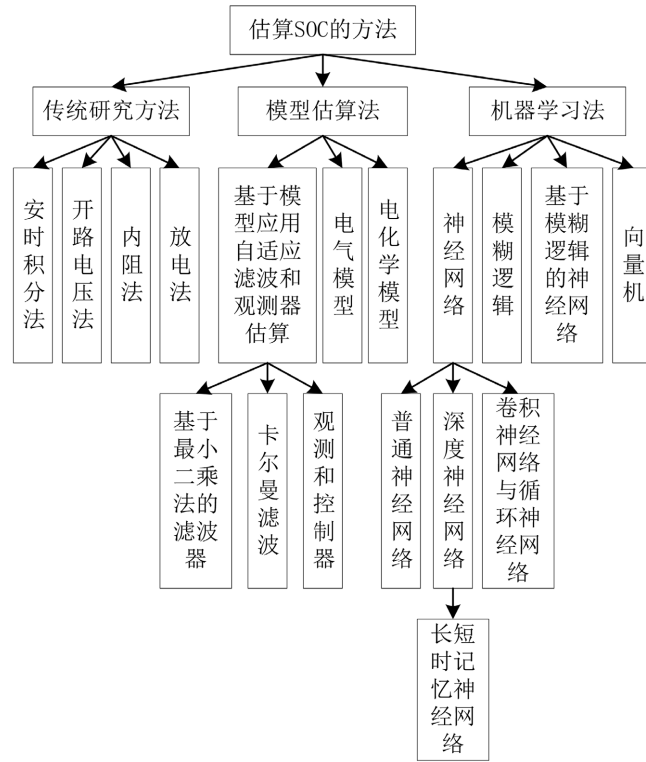 估算SOC的方法
传统研究方法
模型估算法
机器学习法
安时积分法
开路电压法
内阻法
放电法
基于模
型应用
自适应
滤波和
观测器
估算
电气模型
电化学模型
神经网络
模糊逻辑
基于
模糊
逻辑
的神
经网
络
向量机
基于
最小
二乘
法的
滤波
器
卡尔曼滤波
观测和控制器
普通神经网络
深度神经网络
卷积
神经
网络
与循
环神
经网
络
长短
时记
忆神
经网
络